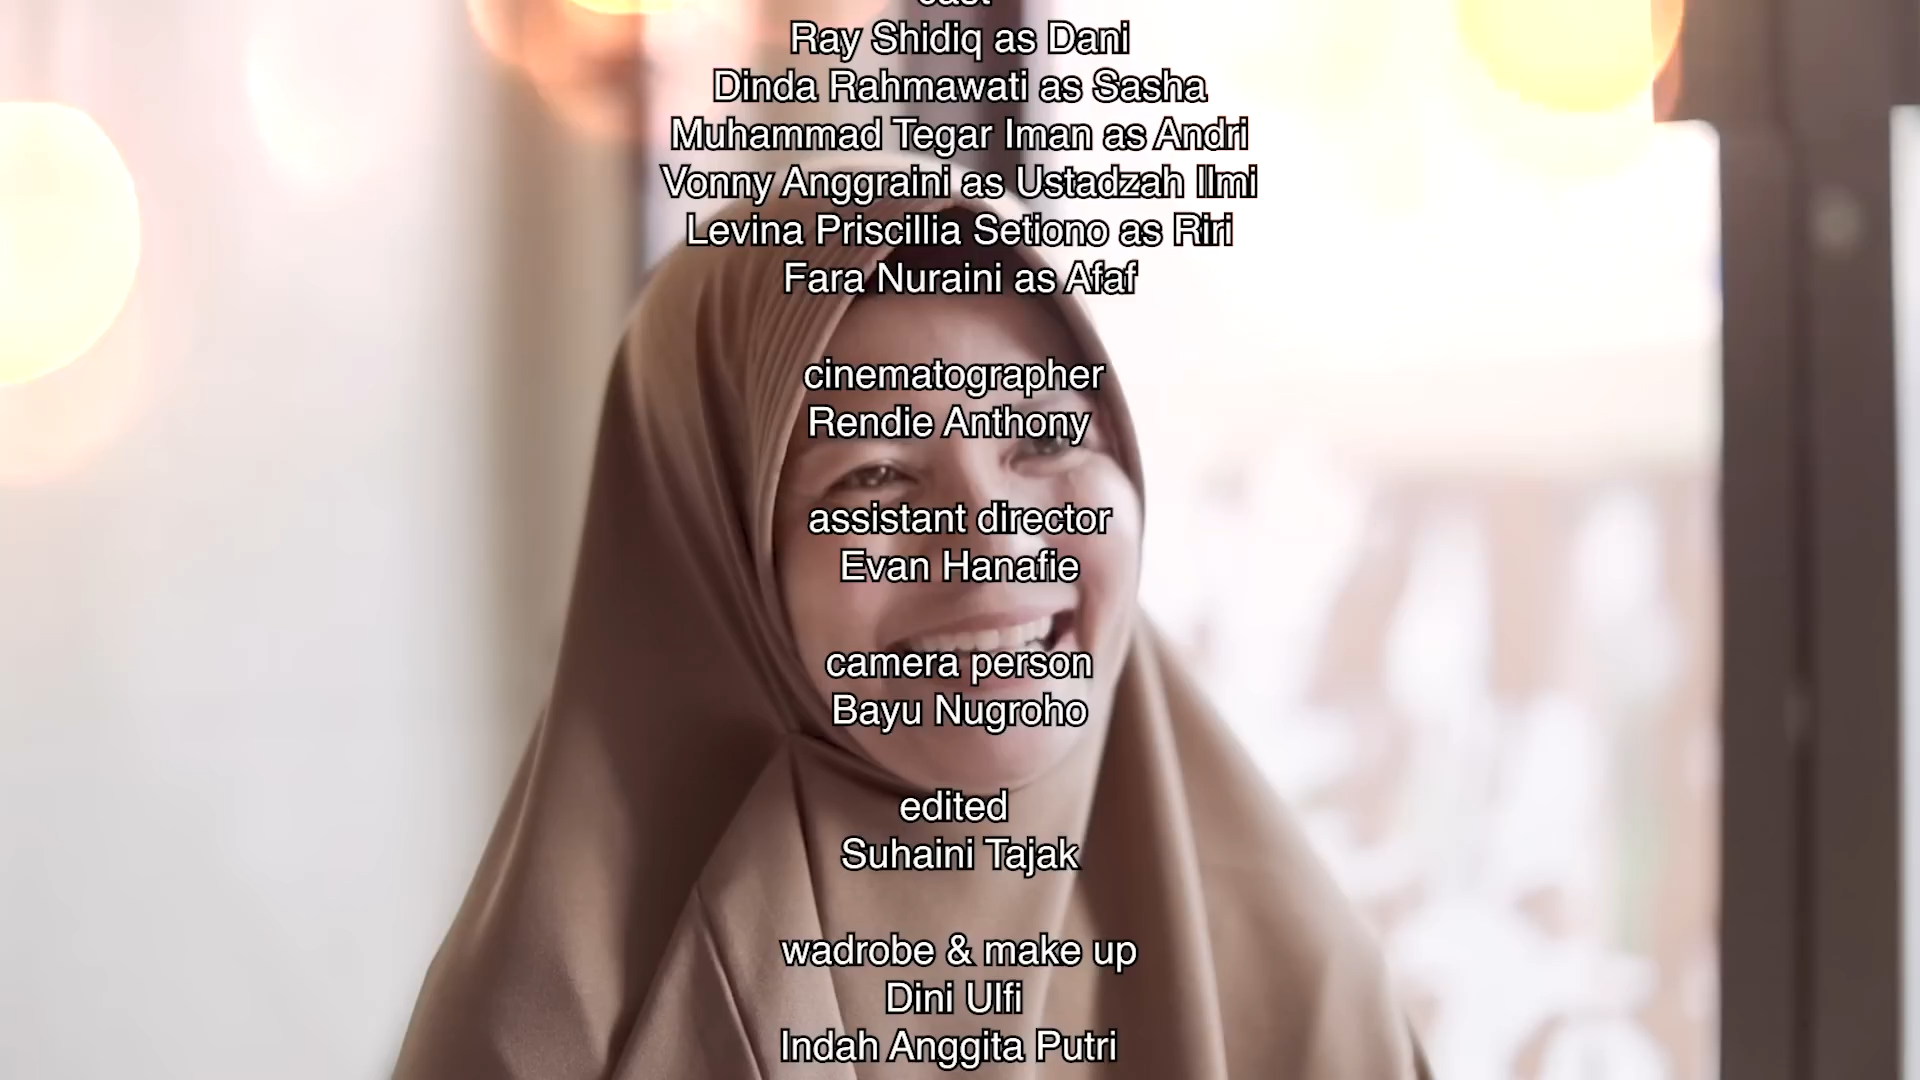 cast
Ray Shidiq as Dani
Dinda Rahmawati as Sasha
Muhammad Tegar Iman as Andri
Vonny Anggraini as Ustadzah Ilmi
Levina Priscillia Setiono as Riri
Fara Nuraini as Afaf
cinematographer
Rendie Anthony
assistant director
Evan Hanafie
camera person
Bayu Nugroho
edited
Suhaini Tajak
wadrobe & make up
Dini Ulfi
Indah Anggita Putri